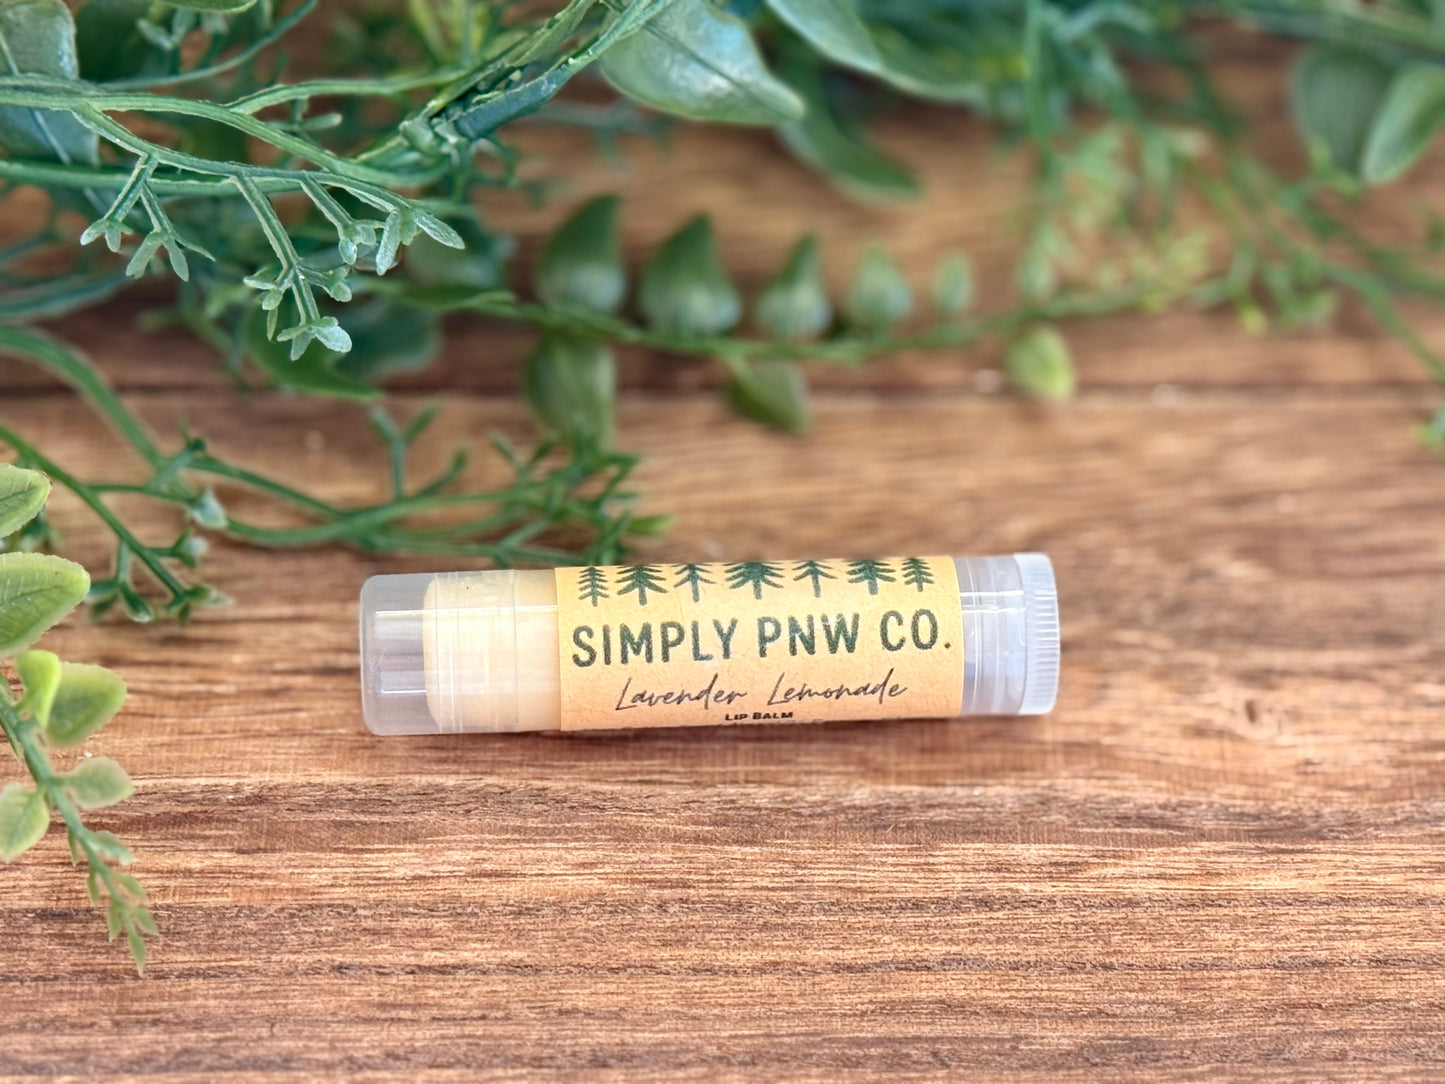 SIMPLY PNW CO.
Lavender Lemonade
LIP BALM